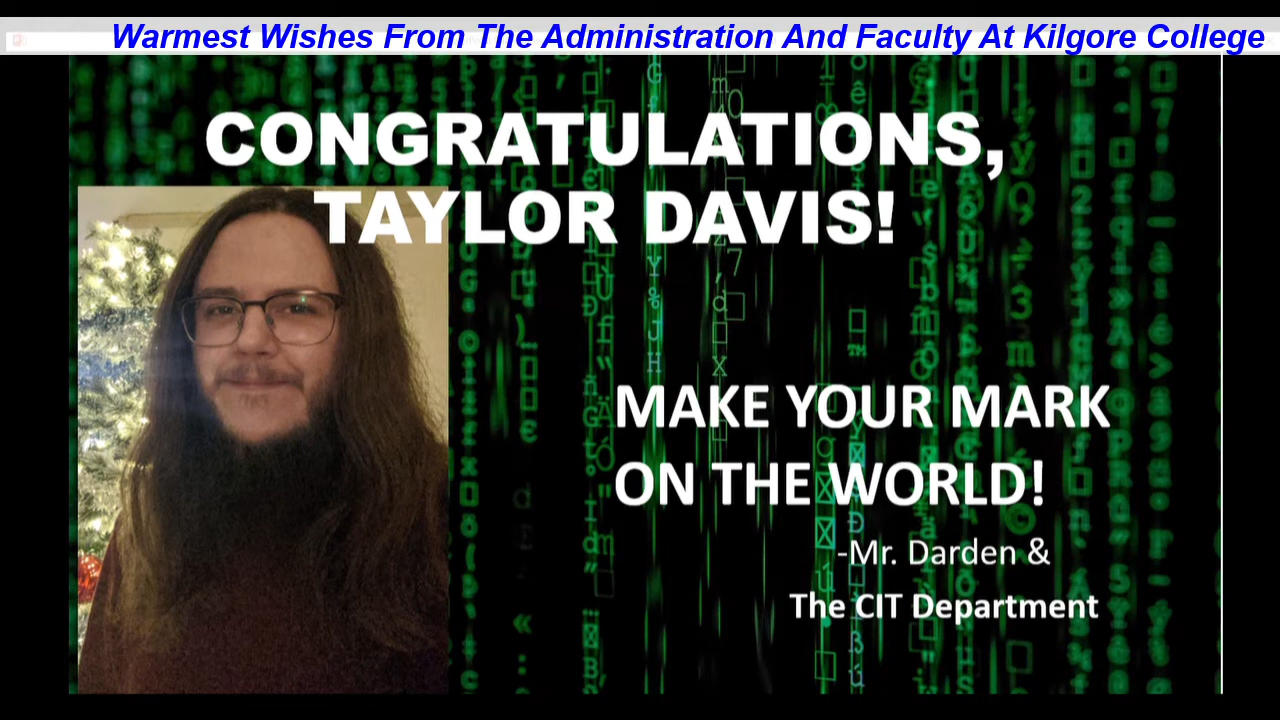 Warmest Wishes From The Administration And Faculty At Kilgore College
CONGRATULATIONS,
TAYLOR DAVIS!
MAKE YOUR MARK
ON THE WORLD!
-Mr. Darden &
The CIT Department